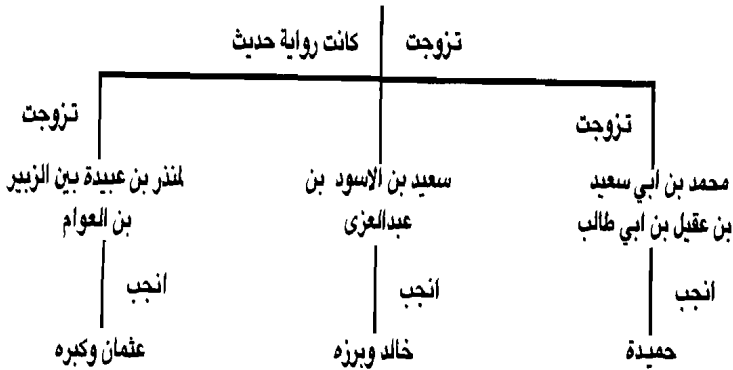 تزوجت كانت رواية حديث
تزوجت
تزوجت
محمد بن ابي سعيد
بن عقيل بن ابي طالب
سعيد بن الاسود بن
عبدالعزى
لمنذر بن عبيدة بين الزبير
بن العوام
انجب
انجب
انجب
حميدة
خالد وبرزه
عثمان وكبره